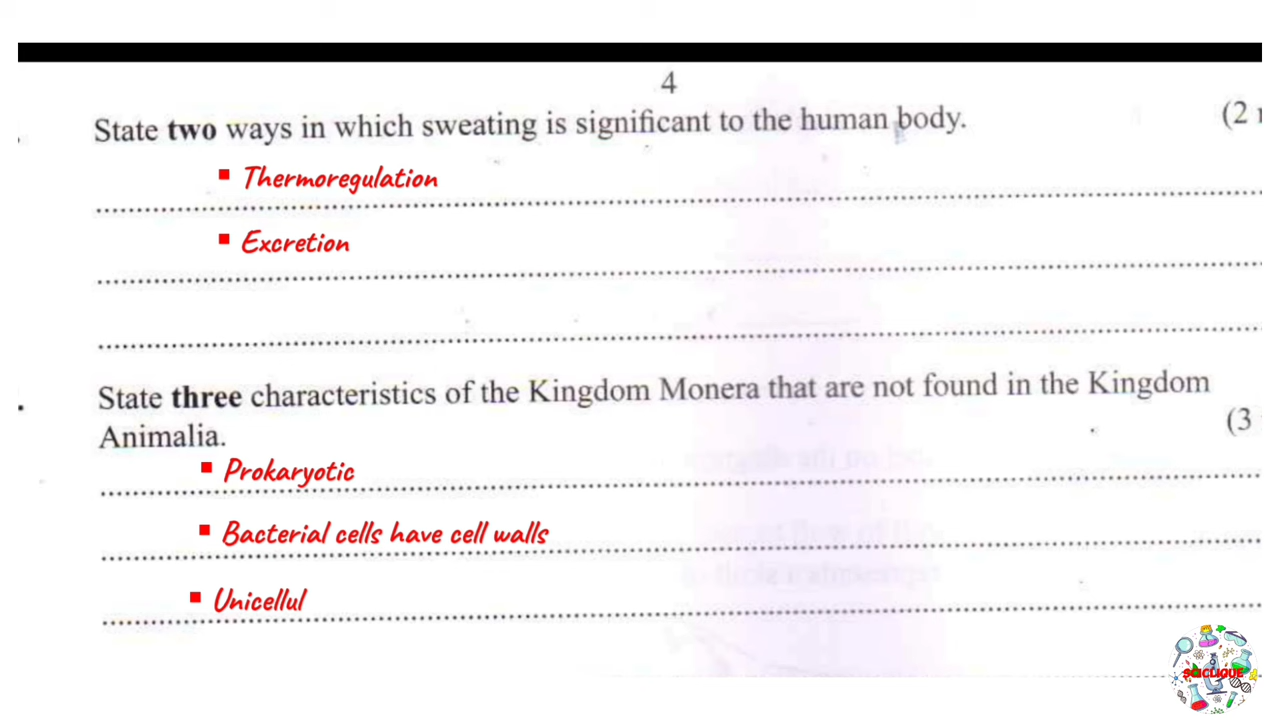 4
State two ways in which sweating is significant to the human body. (2
▪ Thermoregulation
▪ Excretion
State three characteristics of the Kingdom Monera that are not found in the Kingdom
Animalia. (3
▪ Prokaryotic
▪ Bacterial cells have cell walls
▪ Unicellul
SCICLIQUE